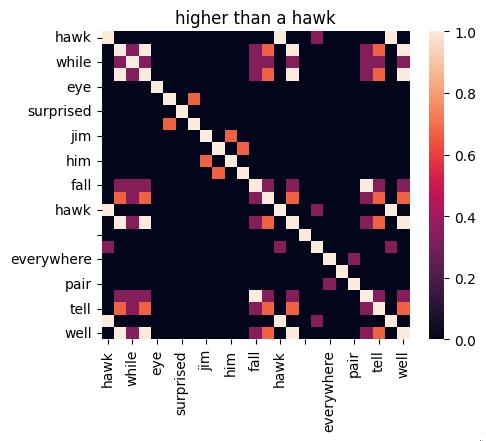 higher than a hawk
hawk
while
eye
surprised
jim
him
fall
hawk
everywhere
pair
tell
well
hawk
while
eye
surprised
jim
him
fall
hawk
everywhere
pair
tell
well
1.0
0.8
0.6
0.4
0.2
0.0